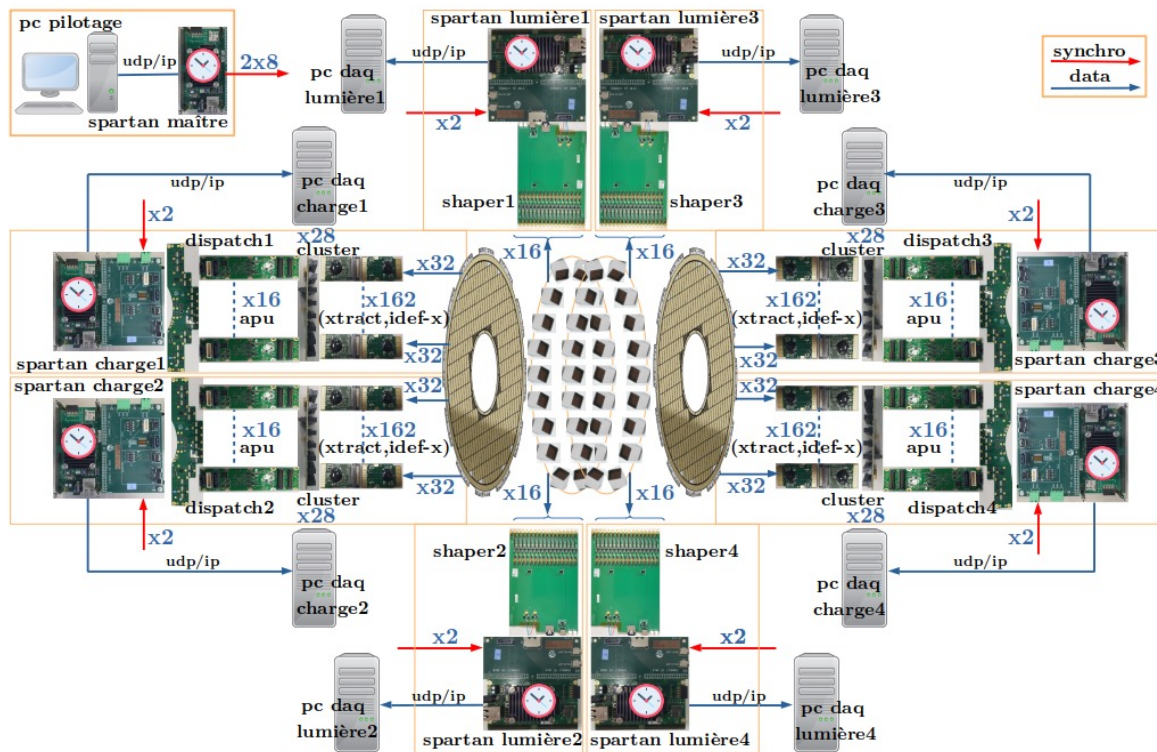 pc pilotage
udp/ip
2x8
spartan maître
pc daq
lumière1
udp/ip
spartan lumière1
x2
shaper1
x16
spartan lumière3
udp/ip
pc daq
lumière3
x2
shaper3
x16
synchro
data
pc daq
charge1
udp/ip
x2
dispatch1
x28
cluster
x32
x16
apu
x162
(xtract,idef-x)
x32
spartan charge1
pc daq
charge3
udp/ip
x2
x28
cluster
dispatch3
x32
x162
(xtract,idef-x)
x16
apu
x32
spartan charge3
spartan charge2
x32
x16
apu
x162
(xtract,idef-x)
x32
dispatch2
cluster
x28
x2
udp/ip
pc daq
charge2
spartan charge4
x32
x162
(xtract,idef-x)
x16
apu
x32
cluster
dispatch4
x28
x2
udp/ip
pc daq
charge4
x16
shaper2
x2
udp/ip
pc daq
lumière2
spartan lumière2
x16
shaper4
x2
udp/ip
pc daq
lumière4
spartan lumière4